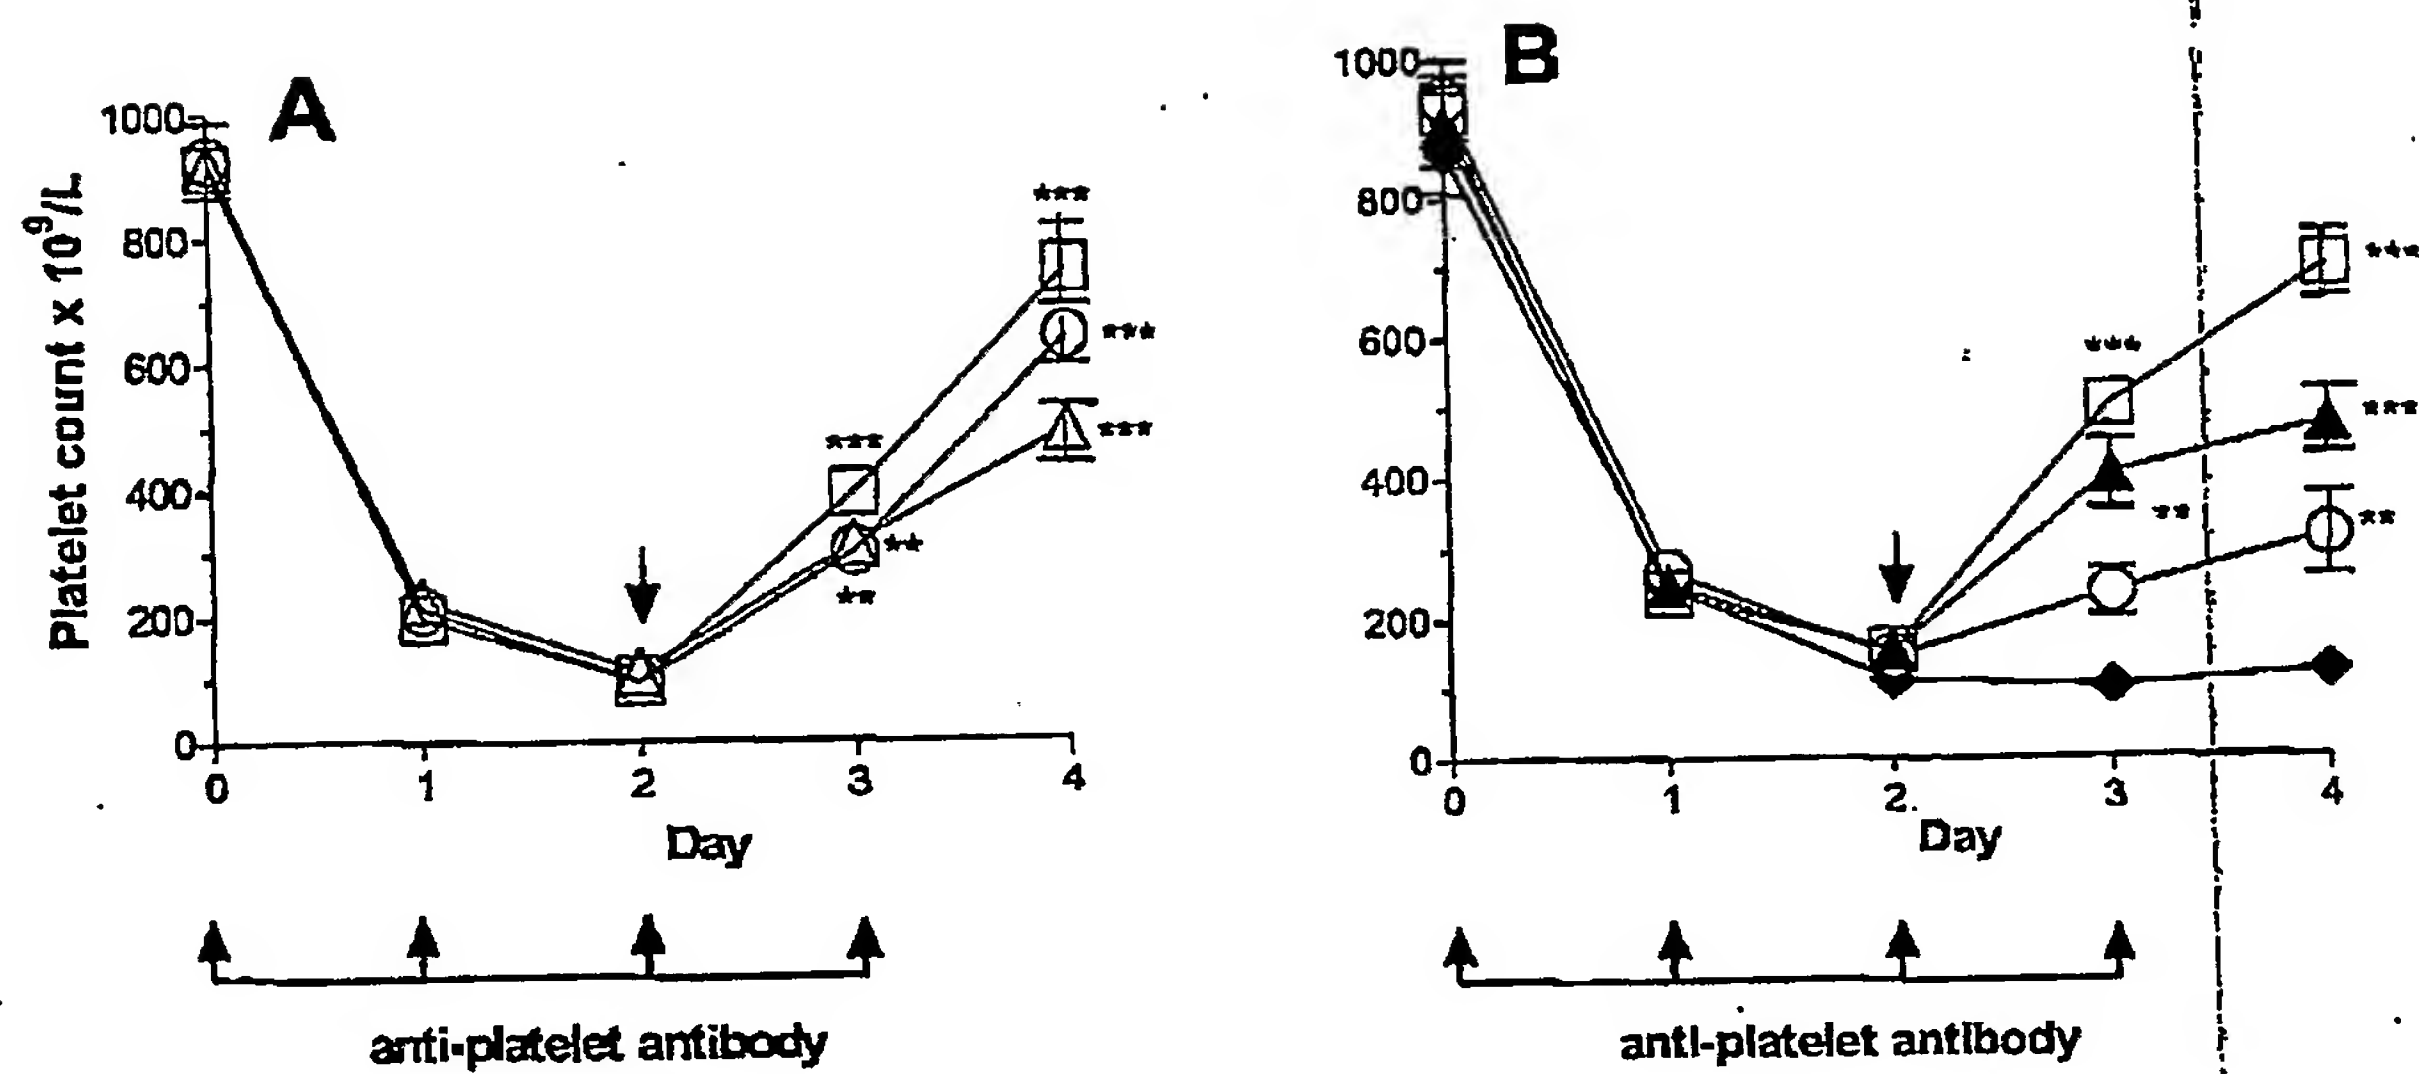 A
Platelet count x 10⁹/L
1000
800
600
400
200
0
0 1 2 3 4
***
***
***
***
**
**
Day
anti-platelet antibody
B
1000
800
600
400
200
0
0 1 2. 3 4
***
***
***
**
**
Day
anti-platelet antibody